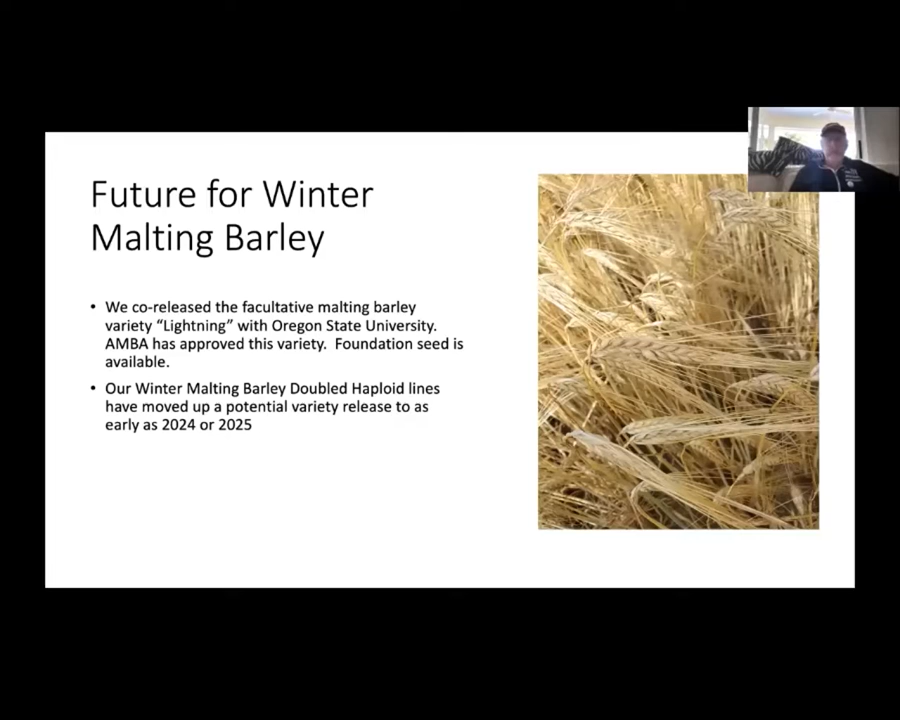 Future for Winter
Malting Barley
• We co-released the facultative malting barley
variety “Lightning” with Oregon State University.
AMBA has approved this variety.  Foundation seed is
available.
• Our Winter Malting Barley Doubled Haploid lines
have moved up a potential variety release to as
early as 2024 or 2025